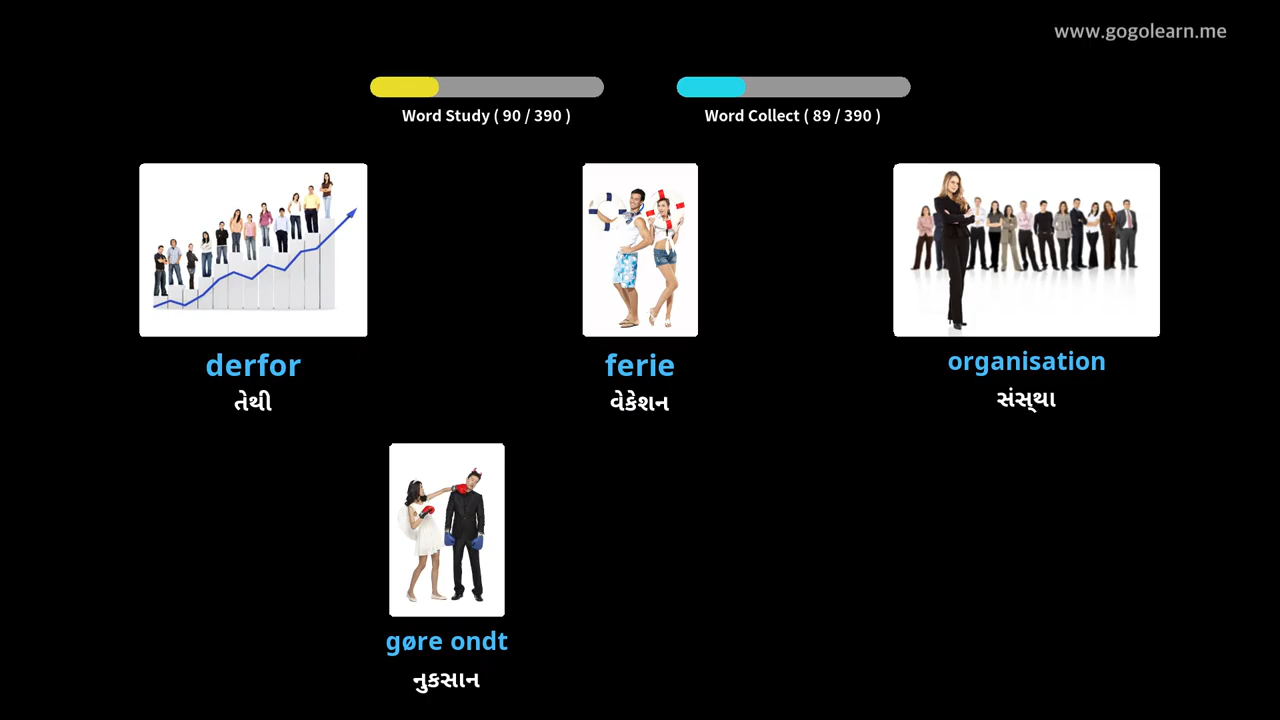 www.gogolearn.me
Word Study ( 90 / 390 )
Word Collect ( 89 / 390 )
derfor
તેથી
ferie
વેકેશન
organisation
સંસ્થા
gøre ondt
નુકસાન